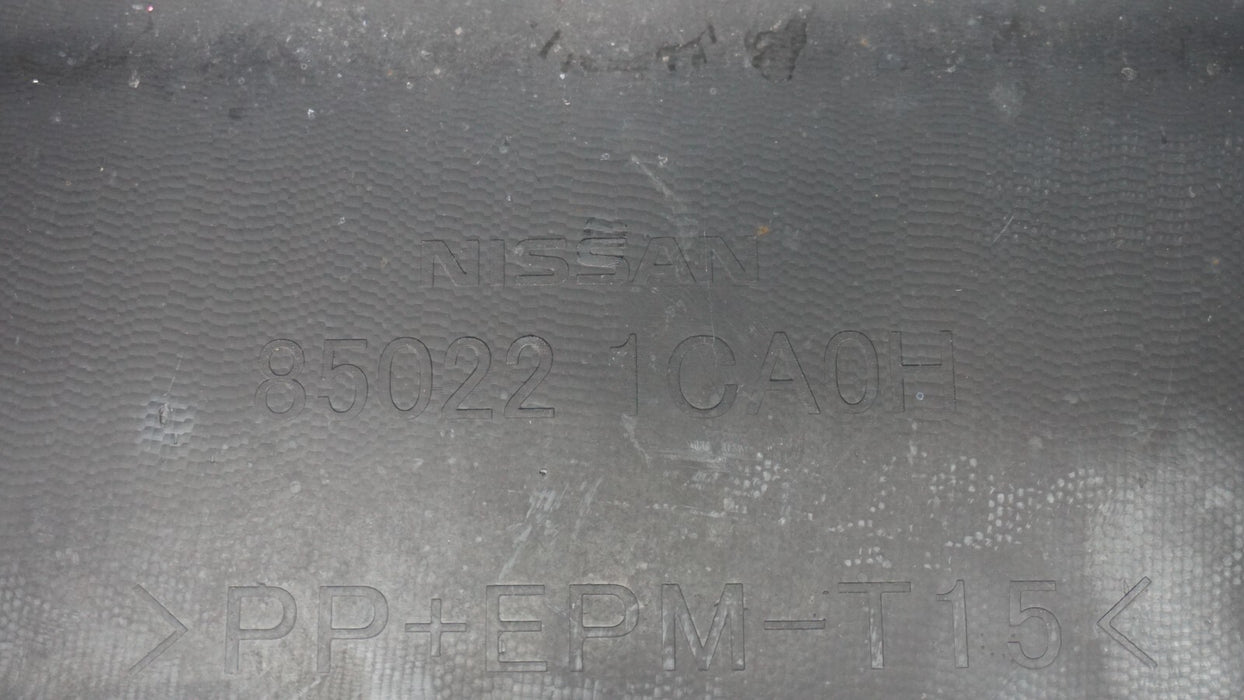 NISSAN
85022 1CA0H
>PP+EPM-T15<